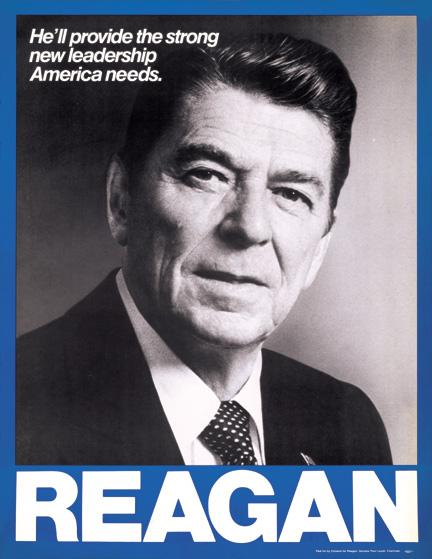 He'll provide the strong
new leadership
America needs.
REAGAN